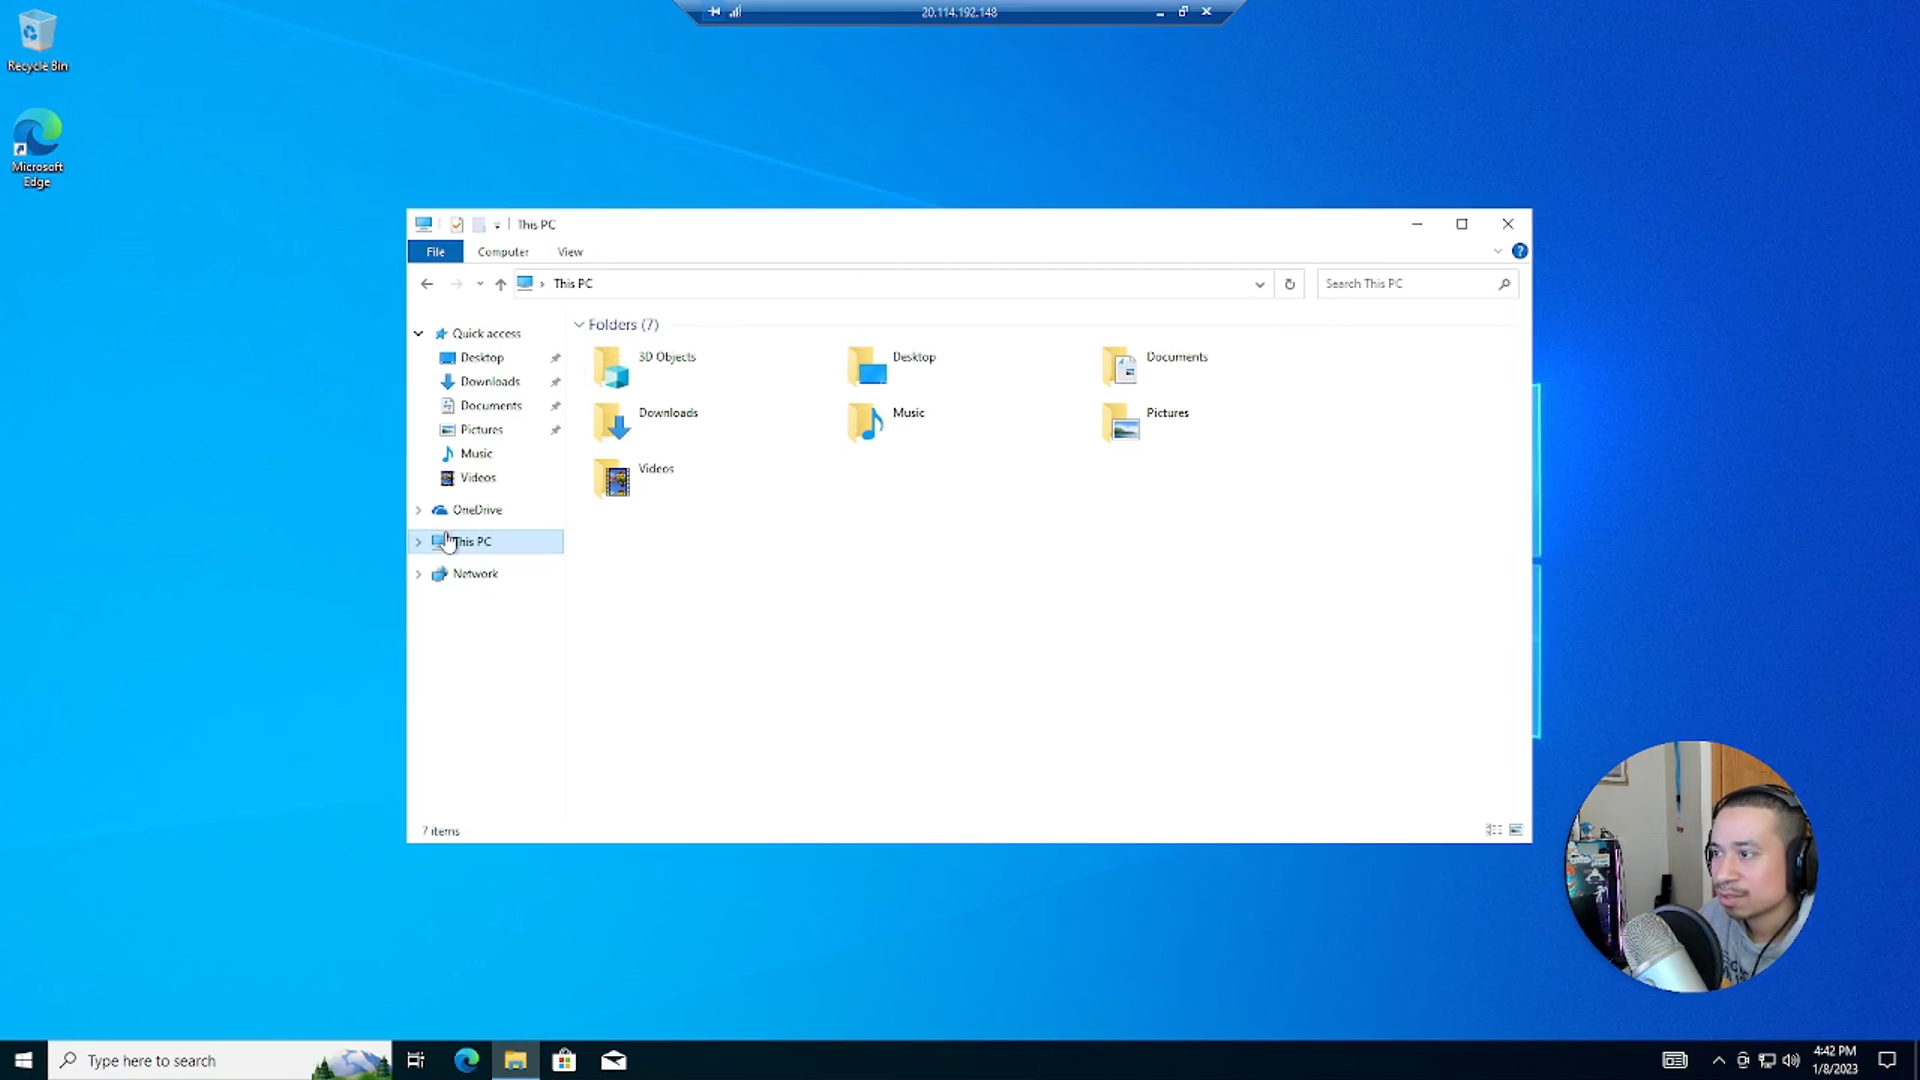 20.114.192.148
Recycle Bin
Microsoft
Edge
This PC
File
Computer
View
This PC
Search This PC
Quick access
Desktop
Downloads
Documents
Pictures
Music
Videos
OneDrive
This PC
Network
Folders (7)
3D Objects
Desktop
Documents
Downloads
Music
Pictures
Videos
7 items
Type here to search
4:42 PM
1/8/2023